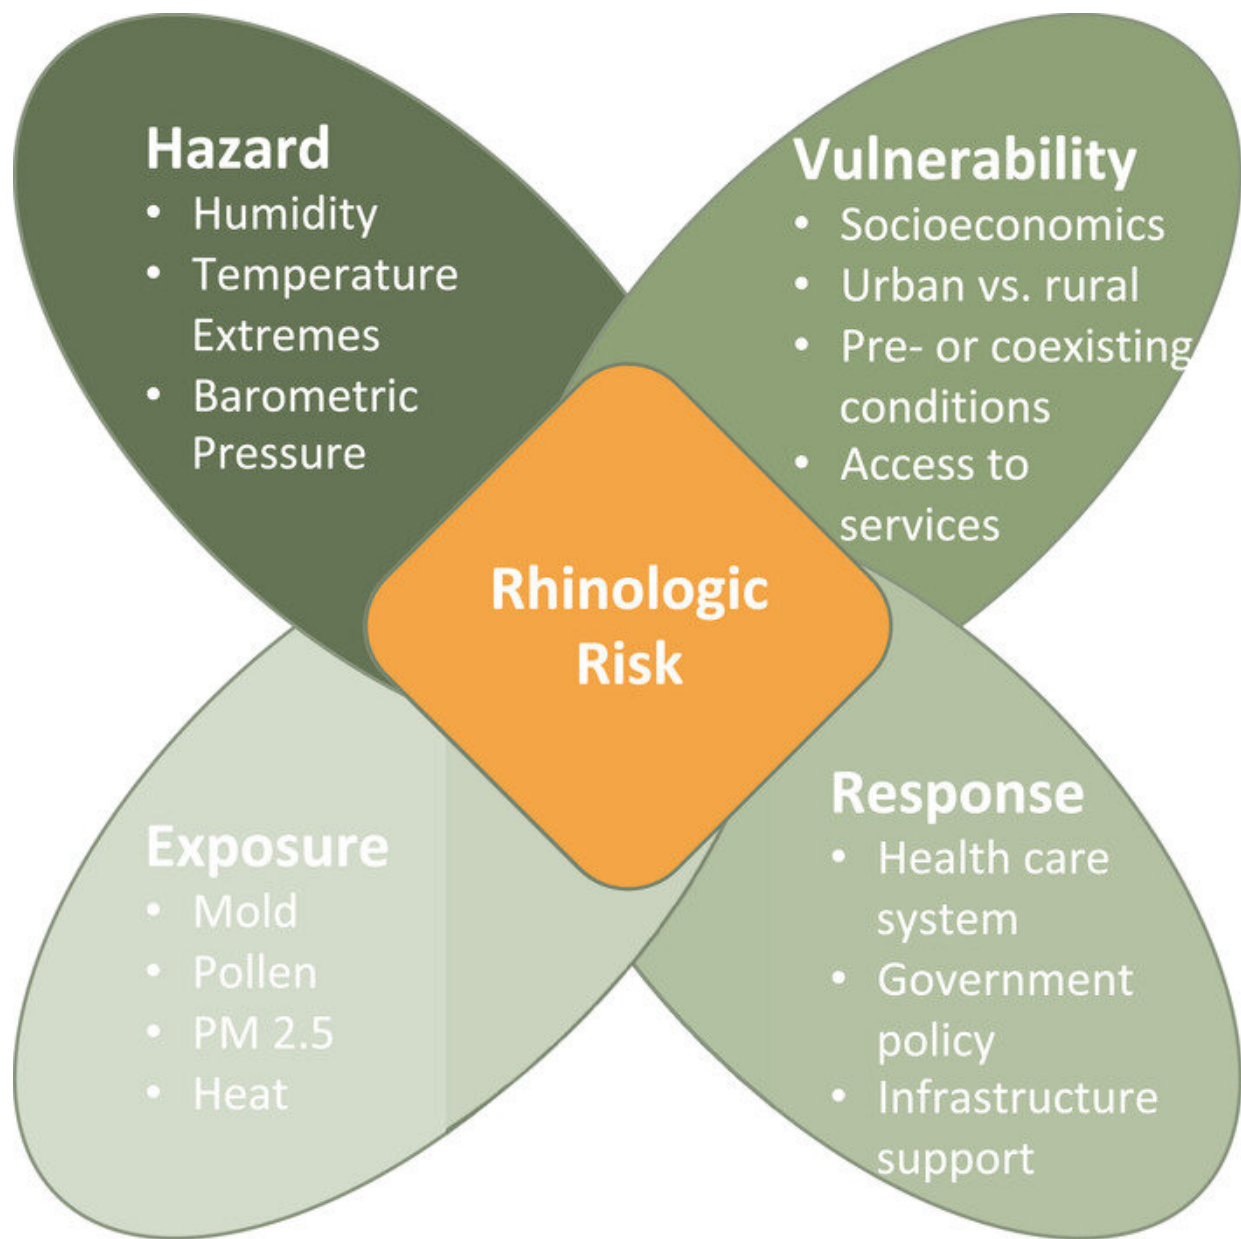 Hazard
• Humidity
• Temperature
Extremes
• Barometric
Pressure
Vulnerability
• Socioeconomics
• Urban vs. rural
• Pre- or coexisting
conditions
• Access to
services
Rhinologic
Risk
Exposure
• Mold
• Pollen
• PM 2.5
• Heat
Response
• Health care
system
• Government
policy
• Infrastructure
support